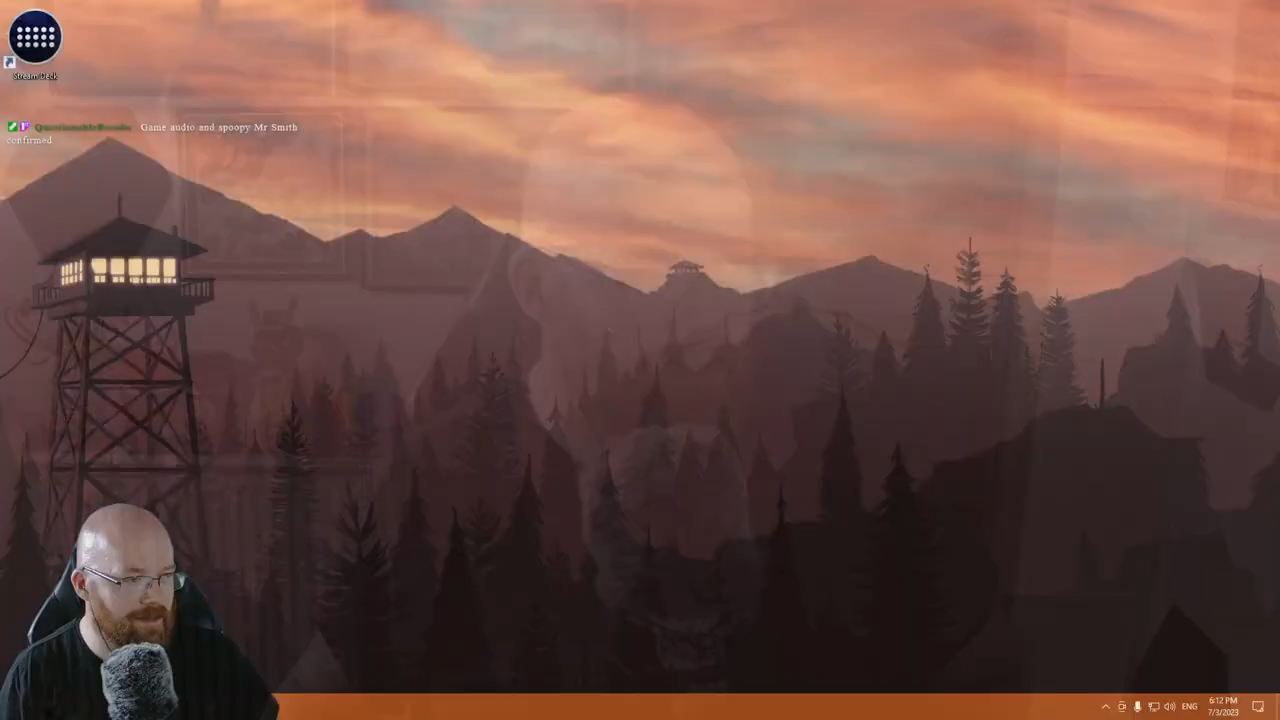 Stream Deck
Game audio and spoopy Mr Smith
confirmed
ENG
6:12 PM
7/3/2023